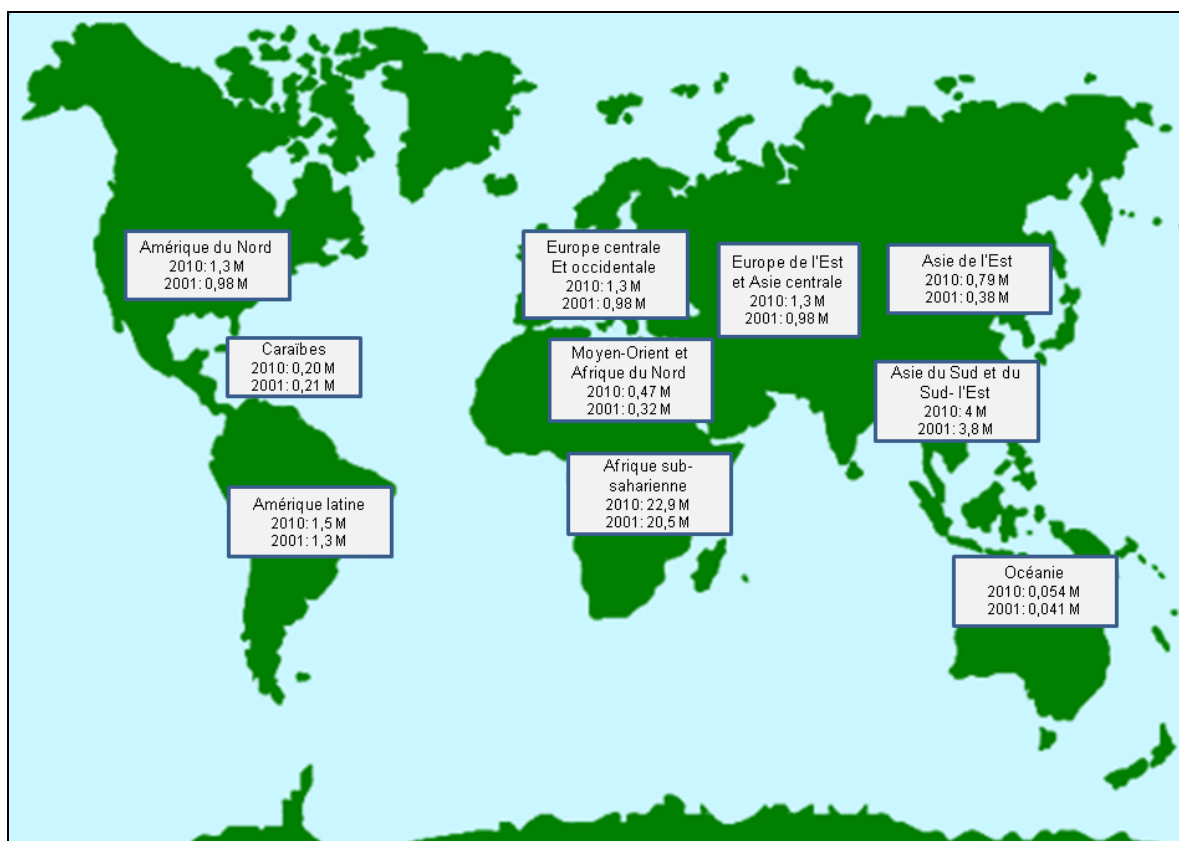 Amérique du Nord
2010: 1,3 M
2001: 0,98 M
Europe centrale
Et occidentale
2010: 1,3 M
2001: 0,98 M
Europe de l'Est
et Asie centrale
2010: 1,3 M
2001: 0,98 M
Asie de l'Est
2010: 0,79 M
2001: 0,38 M
Caraïbes
2010: 0,20 M
2001: 0,21 M
Moyen-Orient et
Afrique du Nord
2010: 0,47 M
2001: 0,32 M
Asie du Sud et du
Sud- l'Est
2010: 4 M
2001: 3,8 M
Afrique sub-
saharienne
2010: 22,9 M
2001: 20,5 M
Amérique latine
2010: 1,5 M
2001: 1,3 M
Océanie
2010: 0,054 M
2001: 0,041 M